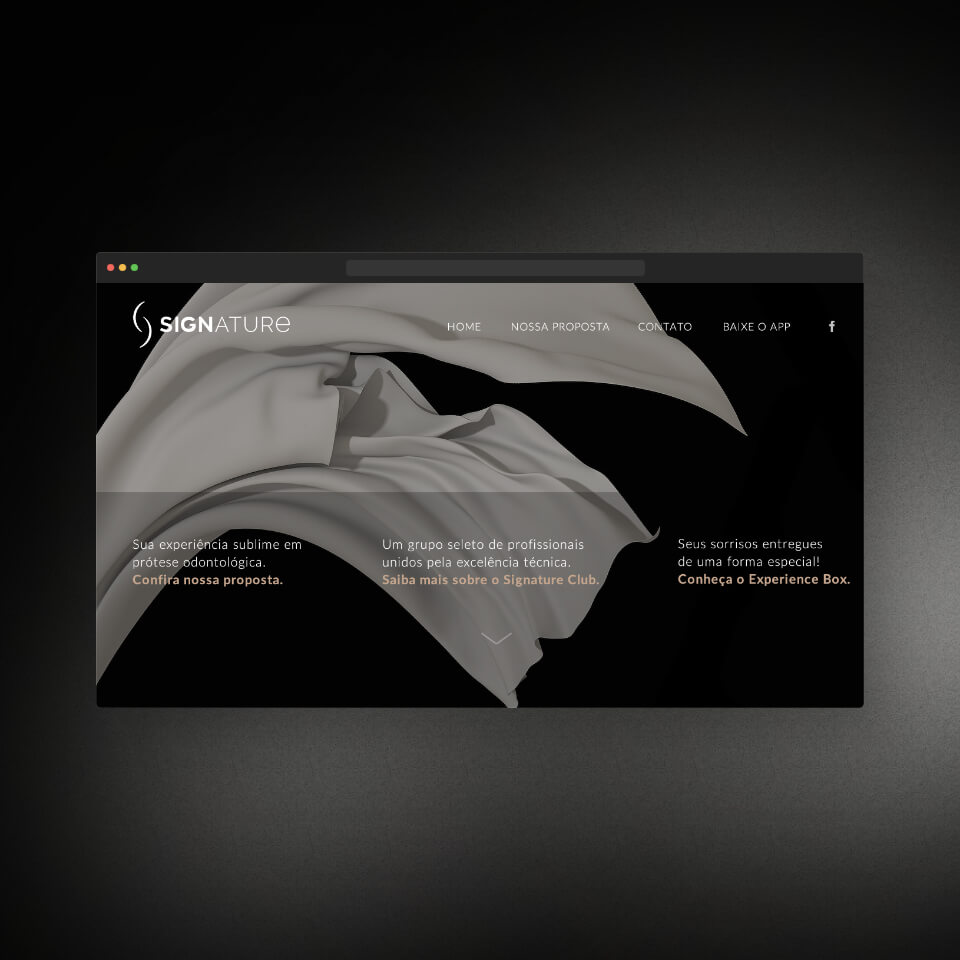 SIGNATURe
HOME NOSSA PROPOSTA CONTATO BAIXE O APP f
Sua experiência sublime em
prótese odontológica.
Confira nossa proposta.
Um grupo seleto de profissionais
unidos pela excelência técnica.
Saiba mais sobre o Signature Club.
Seus sorrisos entregues
de uma forma especial!
Conheça o Experience Box.